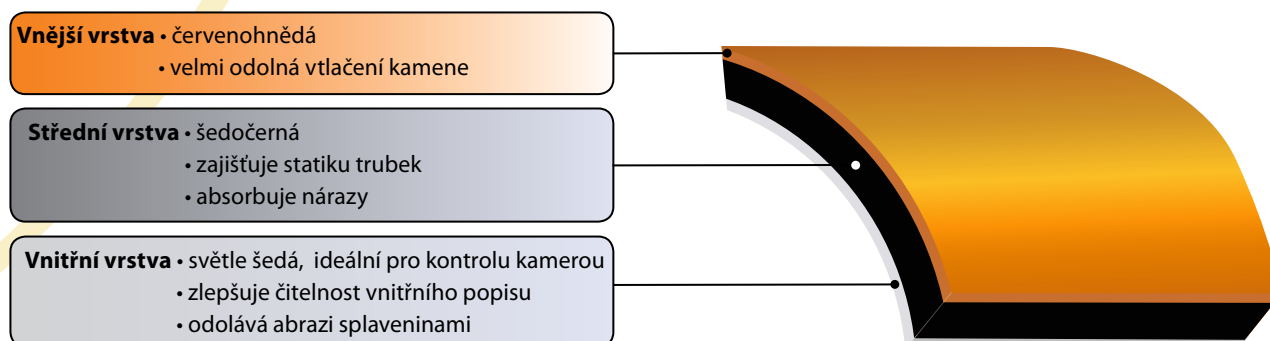 Vnější vrstva • červenohnědá
• velmi odolná vtlačení kamene
Střední vrstva • šedočerná
• zajišťuje statiku trubek
• absorbuje nárazy
Vnitřní vrstva • světle šedá, ideální pro kontrolu kamerou
• zlepšuje čitelnost vnitřního popisu
• odolává abrazi splaveninami